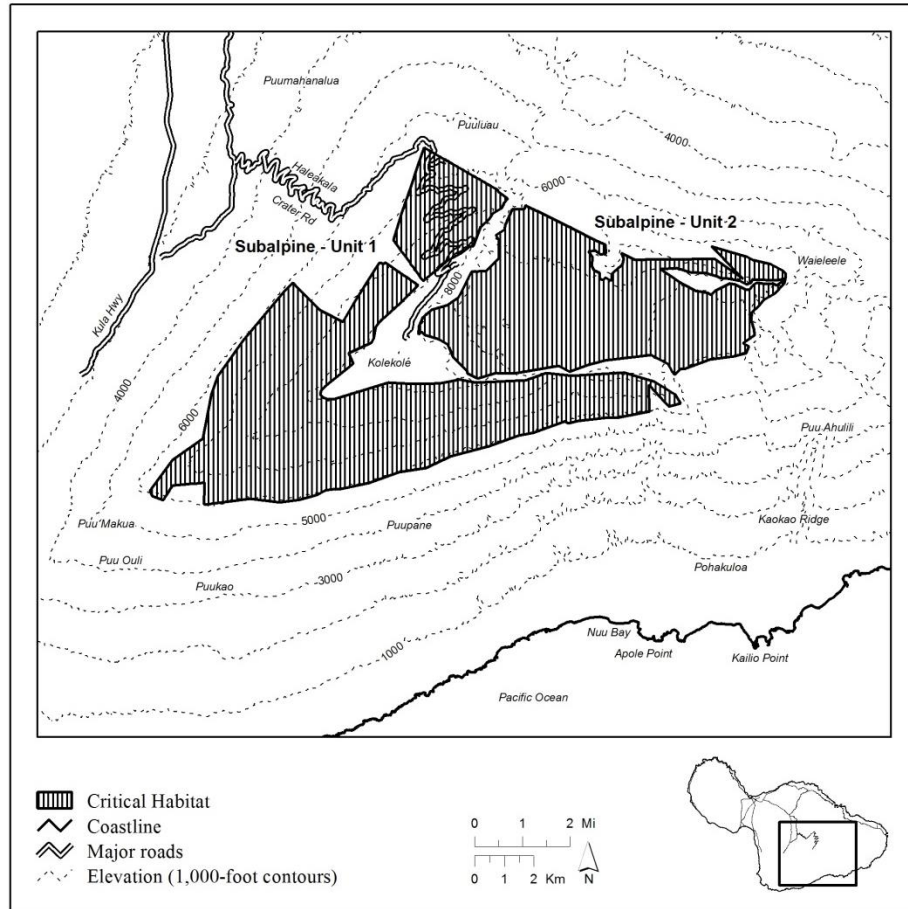 Puumahanalua
Puuluau
4000
Haleakala
Crater Rd
6000
Subalpine - Unit 1
Subalpine - Unit 2
Waieleele
8000
Kula Hwy
Kolekole
4000
6000
Puu Ahulili
Puu Makua
5000
Puupane
Kaokao Ridge
Puu Ouli
Puukao
3000
Pohakuloa
1000
Nuu Bay
Apole Point
Kailio Point
Pacific Ocean
Critical Habitat
Coastline
Major roads
Elevation (1,000-foot contours)
0 1 2 Mi
0 1 2 Km
N